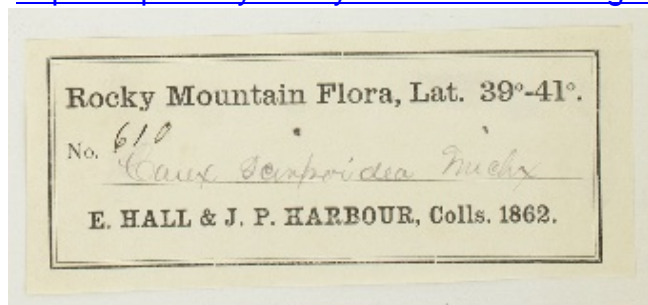 Rocky Mountain Flora, Lat. 39°-41°.
No. 610
Carex scirpoidea Michx
E. HALL & J. P. HARBOUR, Colls. 1862.